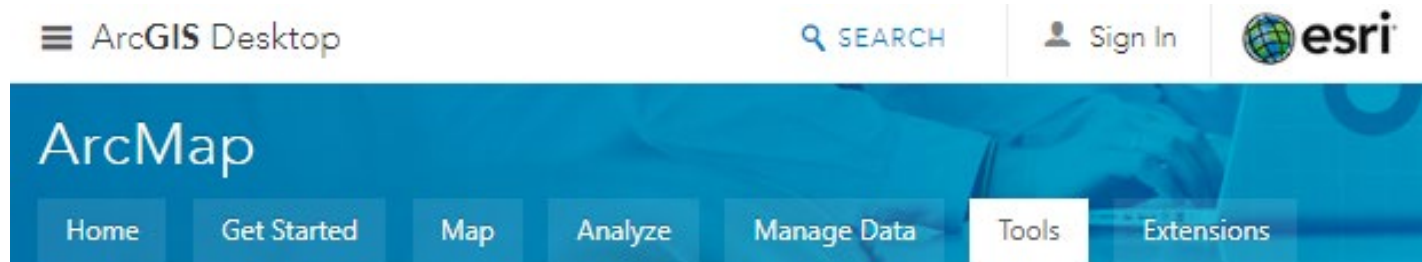 ArcGIS Desktop SEARCH Sign In esri
ArcMap
Home Get Started Map Analyze Manage Data Tools Extensions